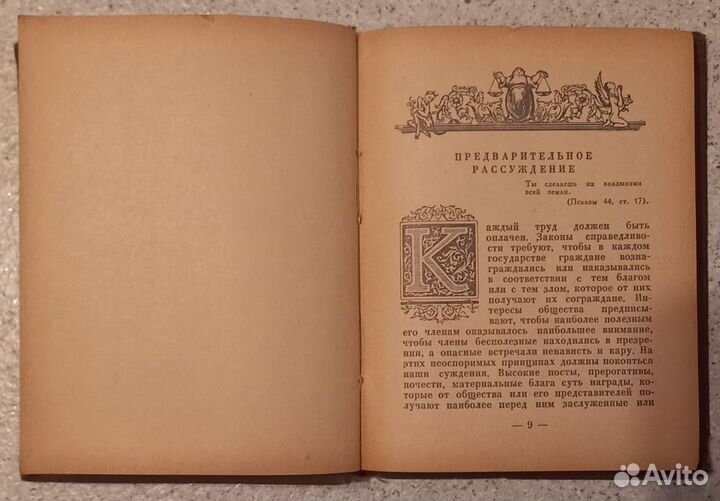 ПРЕДВАРИТЕЛЬНОЕ
РАССУЖДЕНИЕ
Ты сделаешь их владыками
всей земли.
(Псалом 44, ст. 17).
Каждый труд должен быть
оплачен. Законы справедливо-
сти требуют, чтобы в каждом
государстве граждане возна-
граждались или наказывались
в соответствии с тем благом
или с тем злом, которое от них
получают их сограждане. Ин-
тересы общества предписы-
вают, чтобы наиболее полезным
его членам оказывалось наибольшее внимание,
чтобы члены бесполезные находились в презре-
нии, а опасные встречали ненависть и кару. На
этих неоспоримых принципах должны покоиться
наши суждения. Высокие посты, прерогативы,
почести, материальные блага суть награды, ко-
торые от общества или его представителей по-
лучают наиболее перед ним заслуженные или
— 9 —
Avito